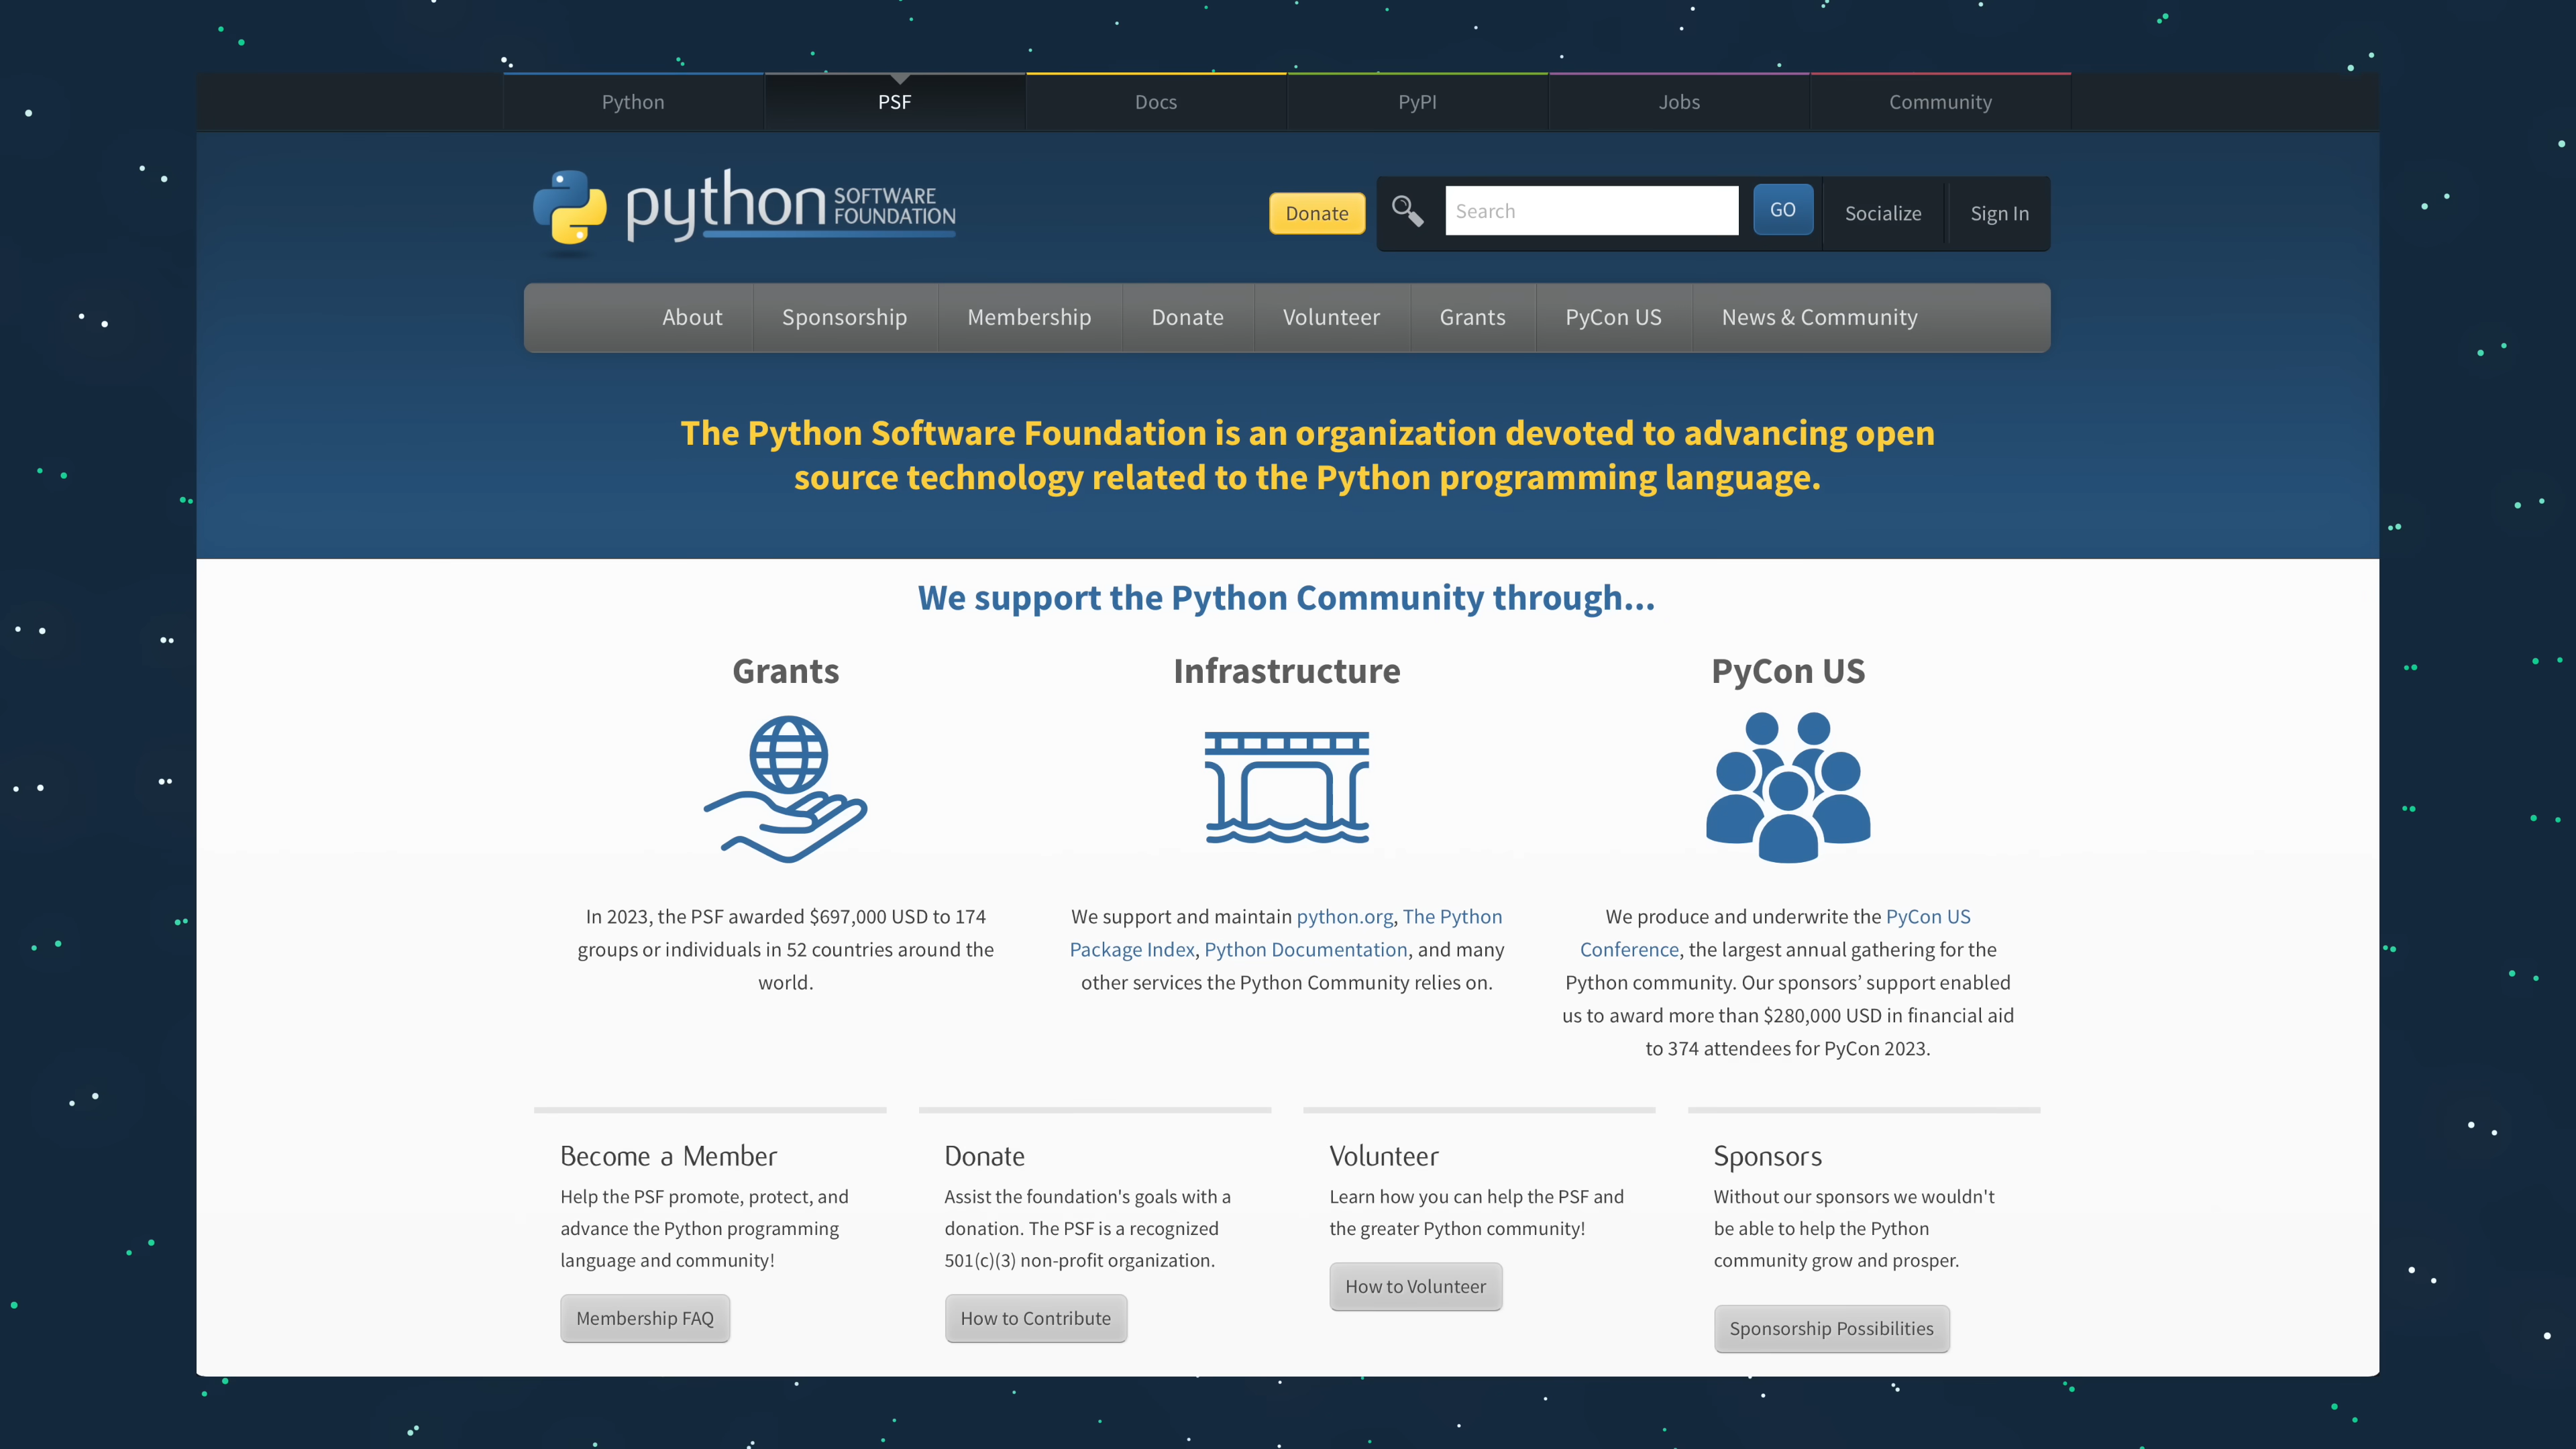 Python
PSF
Docs
PyPI
Jobs
Community
python SOFTWARE
FOUNDATION
Donate
Search
GO
Socialize
Sign In
About
Sponsorship
Membership
Donate
Volunteer
Grants
PyCon US
News & Community
The Python Software Foundation is an organization devoted to advancing open
source technology related to the Python programming language.
We support the Python Community through...
Grants
In 2023, the PSF awarded $697,000 USD to 174
groups or individuals in 52 countries around the
world.
Infrastructure
We support and maintain python.org, The Python
Package Index, Python Documentation, and many
other services the Python Community relies on.
PyCon US
We produce and underwrite the PyCon US
Conference, the largest annual gathering for the
Python community. Our sponsors’ support enabled
us to award more than $280,000 USD in financial aid
to 374 attendees for PyCon 2023.
Become a Member
Help the PSF promote, protect, and
advance the Python programming
language and community!
Membership FAQ
Donate
Assist the foundation's goals with a
donation. The PSF is a recognized
501(c)(3) non-profit organization.
How to Contribute
Volunteer
Learn how you can help the PSF and
the greater Python community!
How to Volunteer
Sponsors
Without our sponsors we wouldn't
be able to help the Python
community grow and prosper.
Sponsorship Possibilities